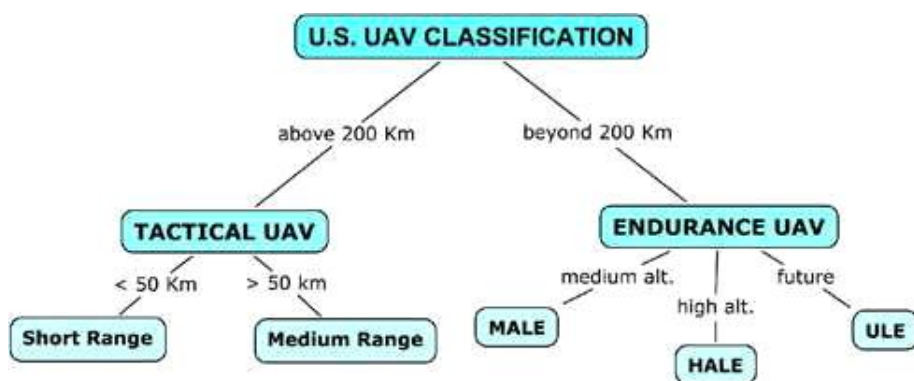 U.S. UAV CLASSIFICATION
above 200 Km
beyond 200 Km
TACTICAL UAV
ENDURANCE UAV
< 50 Km
> 50 km
medium alt.
high alt.
future
Short Range
Medium Range
MALE
HALE
ULE